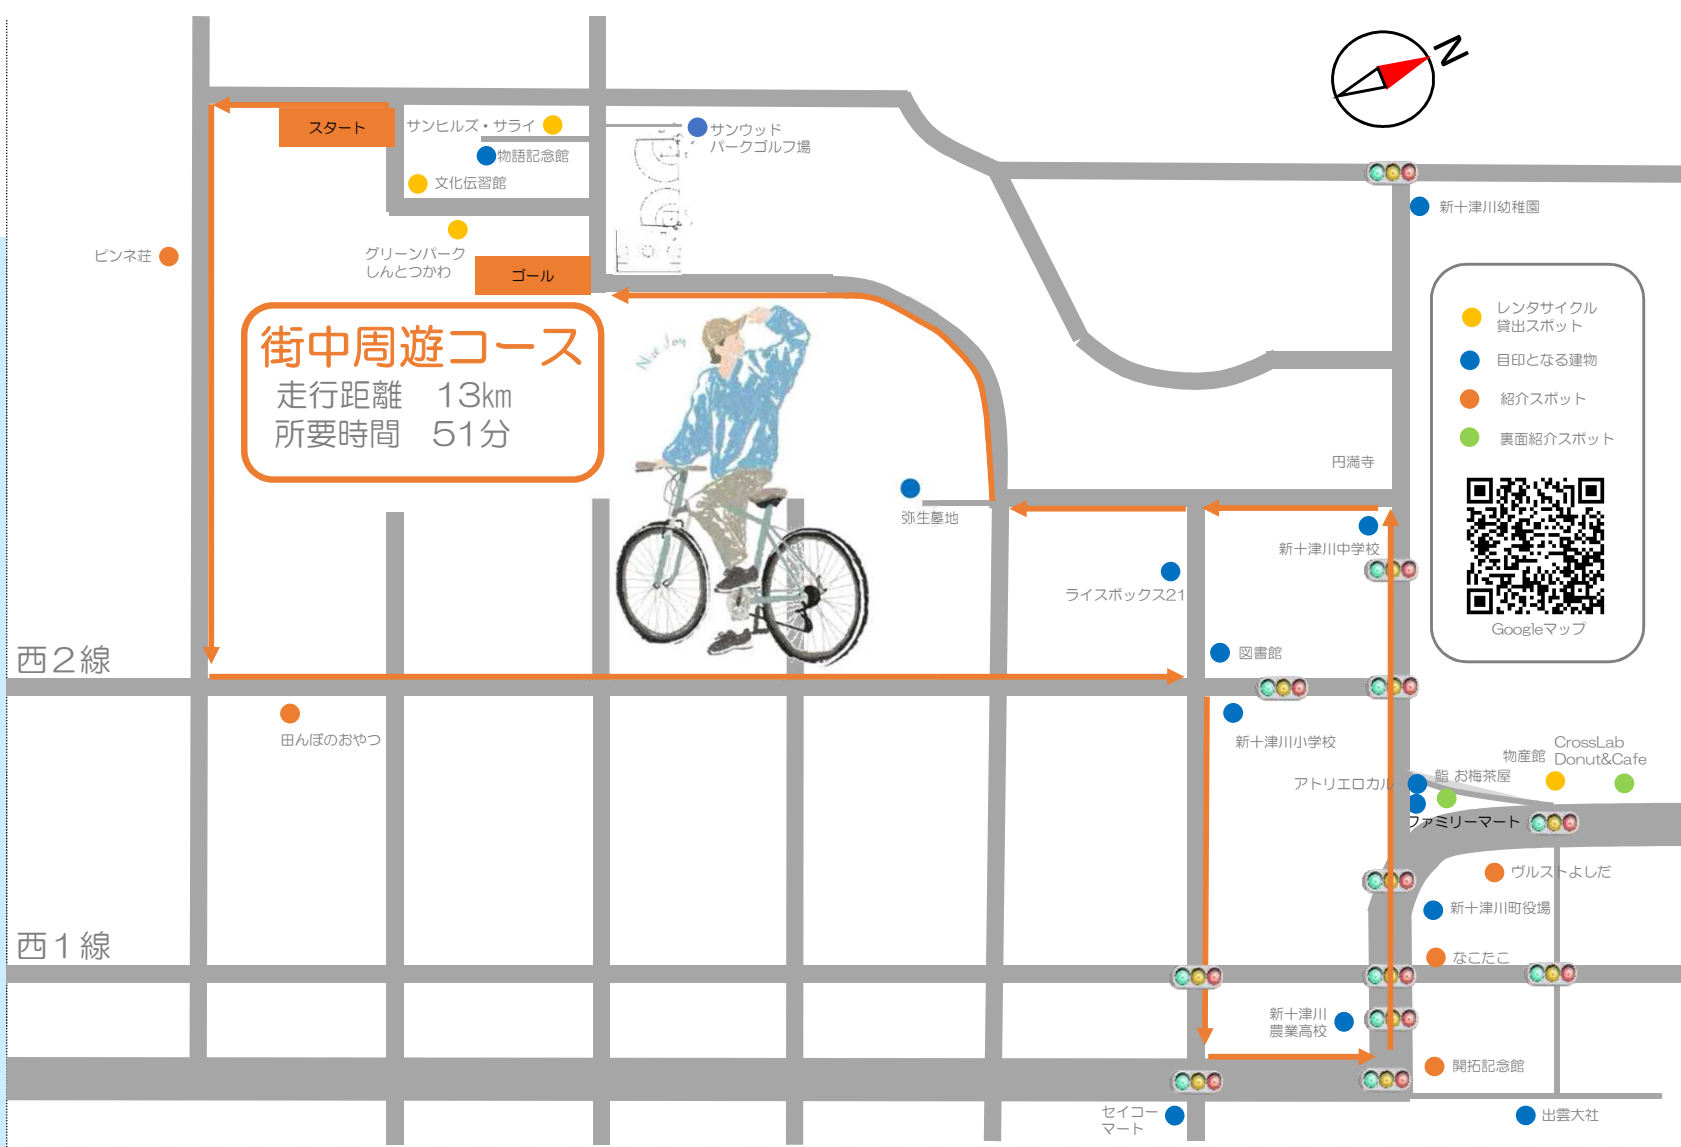 N
スタート
サンヒルズ・サライ
物語記念館
文化伝習館
サンウッド
パークゴルフ場
新十津川幼稚園
ピンネ荘
グリーンパーク
しんとつかわ
ゴール
街中周遊コース
走行距離　13km
所要時間　51分
レンタサイクル
貸出スポット
目印となる建物
紹介スポット
裏面紹介スポット
Googleマップ
円満寺
弥生墓地
新十津川中学校
ライスボックス21
西2線
図書館
田んぼのおやつ
新十津川小学校
アトリエロカル
鮨 お梅茶屋
物産館
CrossLab
Donut&Cafe
ファミリーマート
ヴルストよしだ
新十津川町役場
西1線
なこたこ
新十津川
農業高校
開拓記念館
セイコー
マート
出雲大社